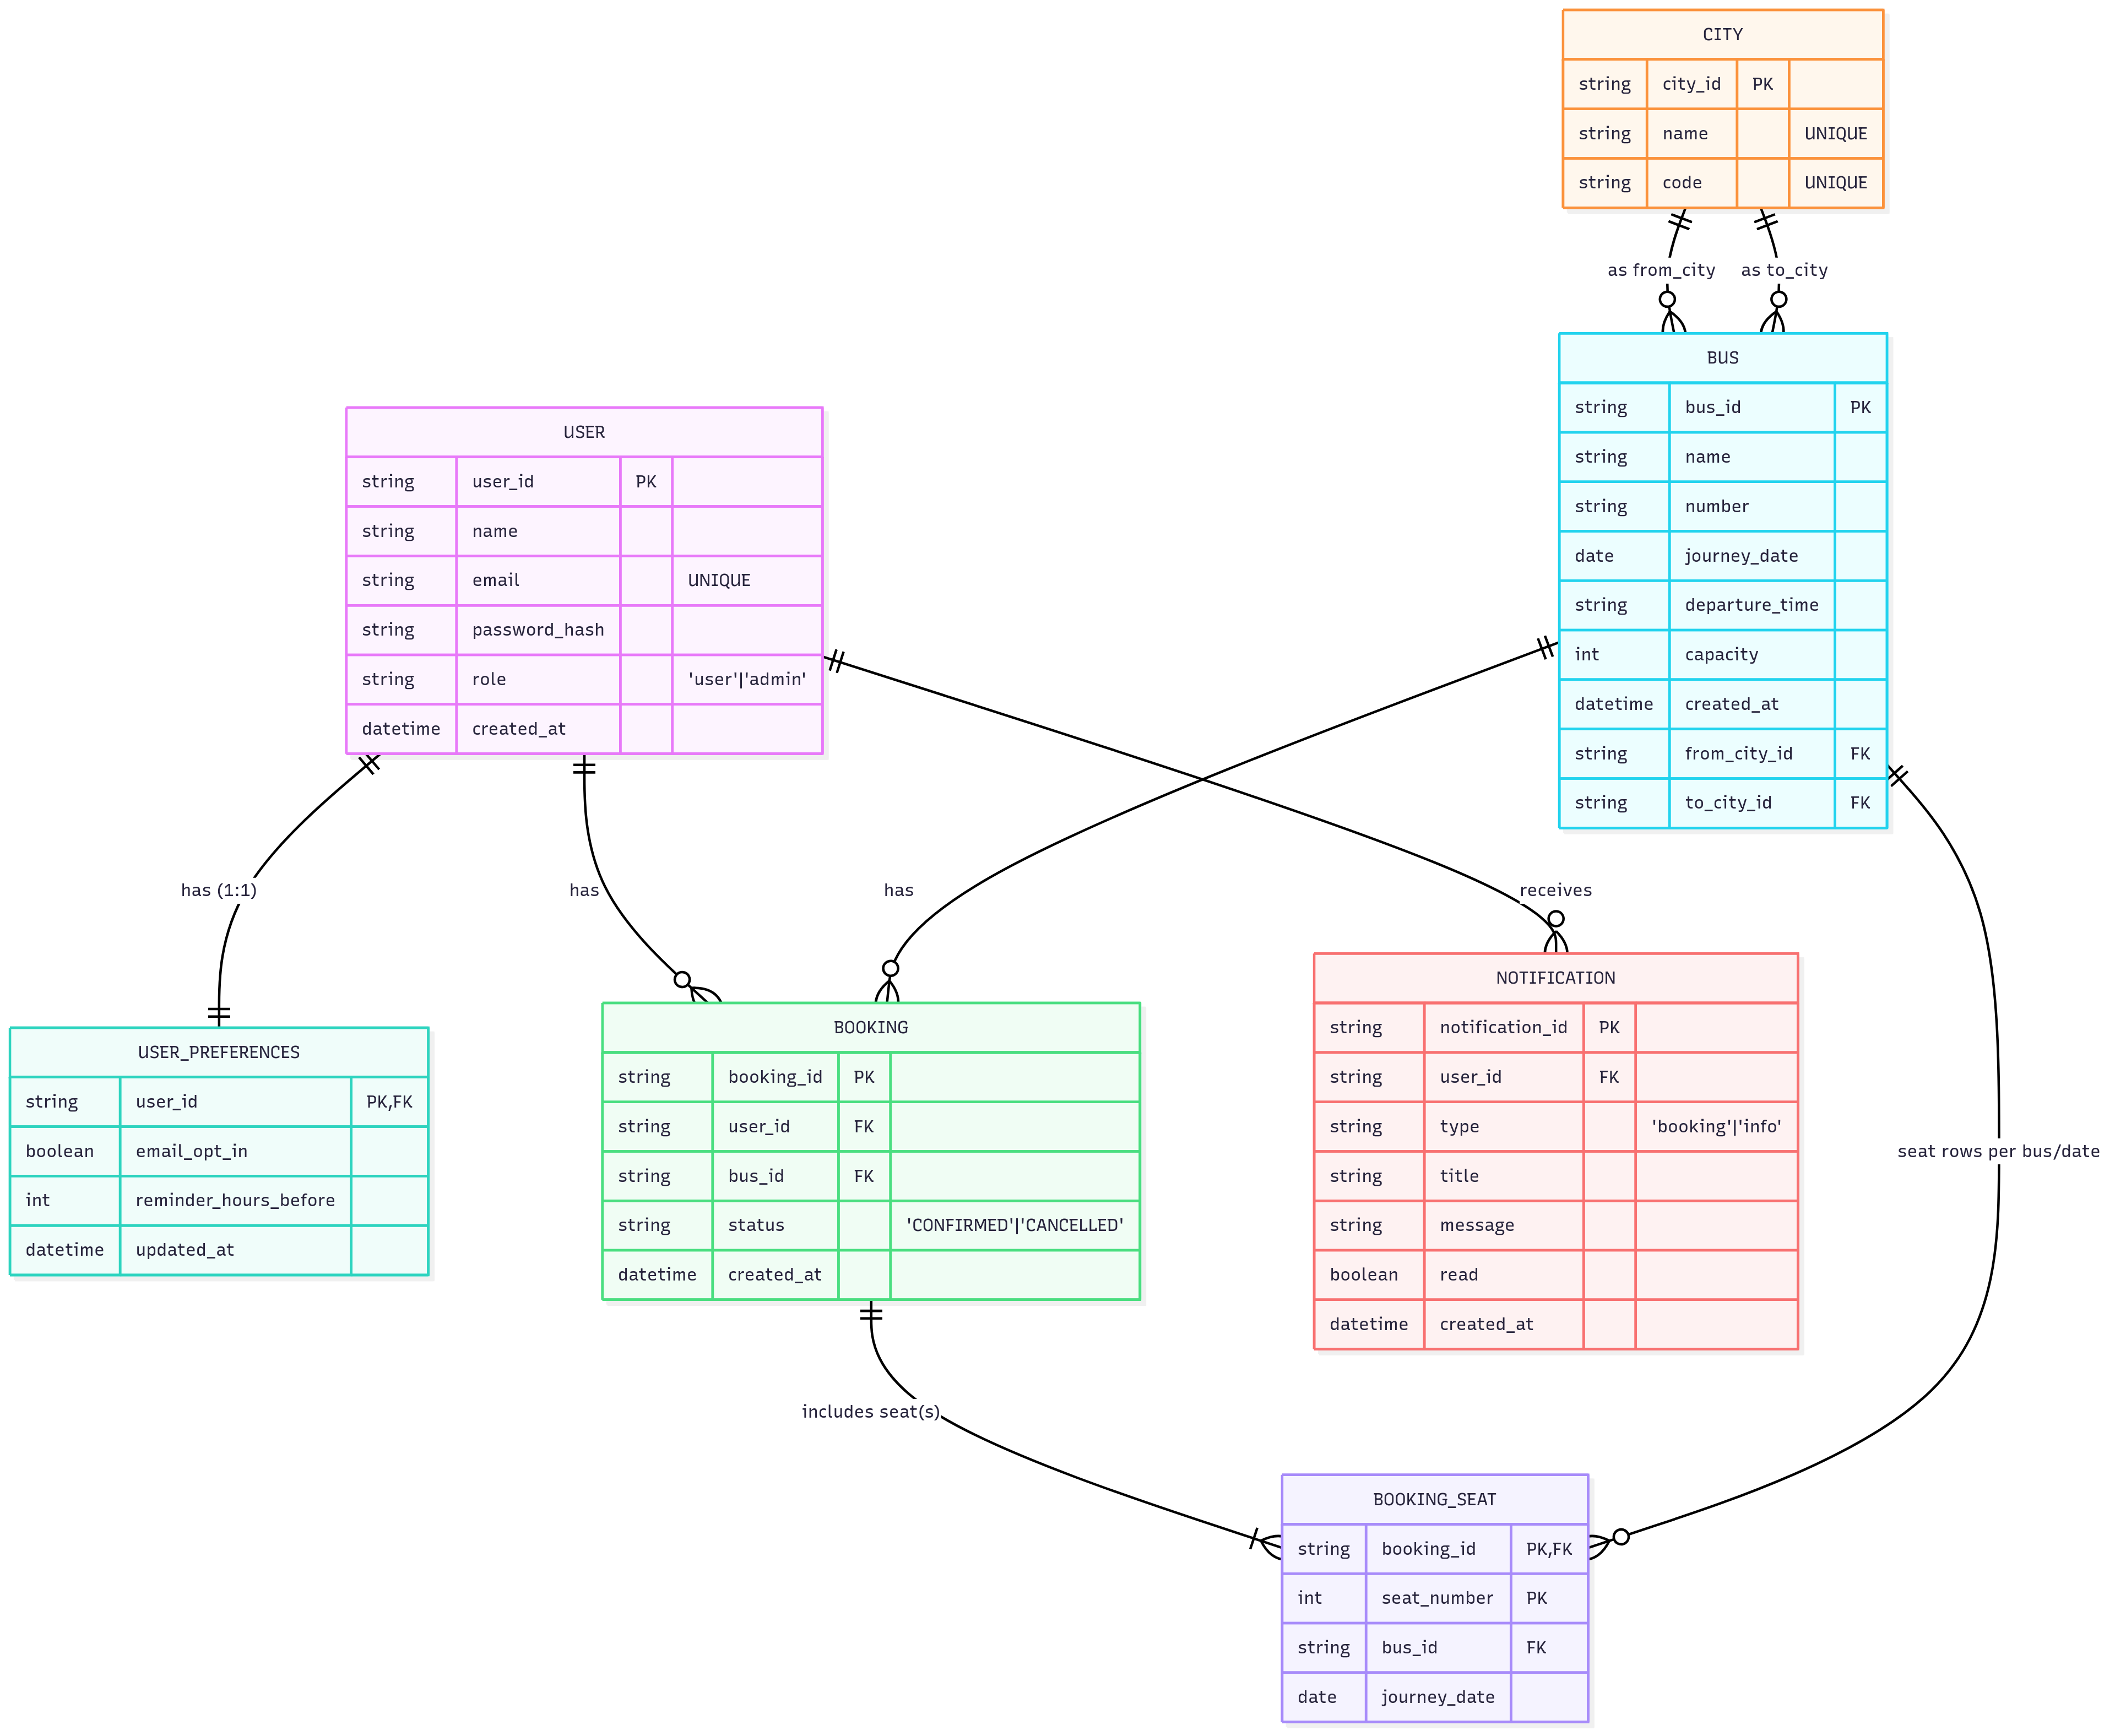 CITY
string city_id PK
string name UNIQUE
string code UNIQUE
as from_city as to_city
BUS
string bus_id PK
string name
string number
date journey_date
string departure_time
int capacity
datetime created_at
string from_city_id FK
string to_city_id FK
USER
string user_id PK
string name
string email UNIQUE
string password_hash
string role 'user'|'admin'
datetime created_at
has (1:1)
has
has
receives
USER_PREFERENCES
string user_id PK,FK
boolean email_opt_in
int reminder_hours_before
datetime updated_at
BOOKING
string booking_id PK
string user_id FK
string bus_id FK
string status 'CONFIRMED'|'CANCELLED'
datetime created_at
NOTIFICATION
string notification_id PK
string user_id FK
string type 'booking'|'info'
string title
string message
boolean read
datetime created_at
seat rows per bus/date
includes seat(s)
BOOKING_SEAT
string booking_id PK,FK
int seat_number PK
string bus_id FK
date journey_date